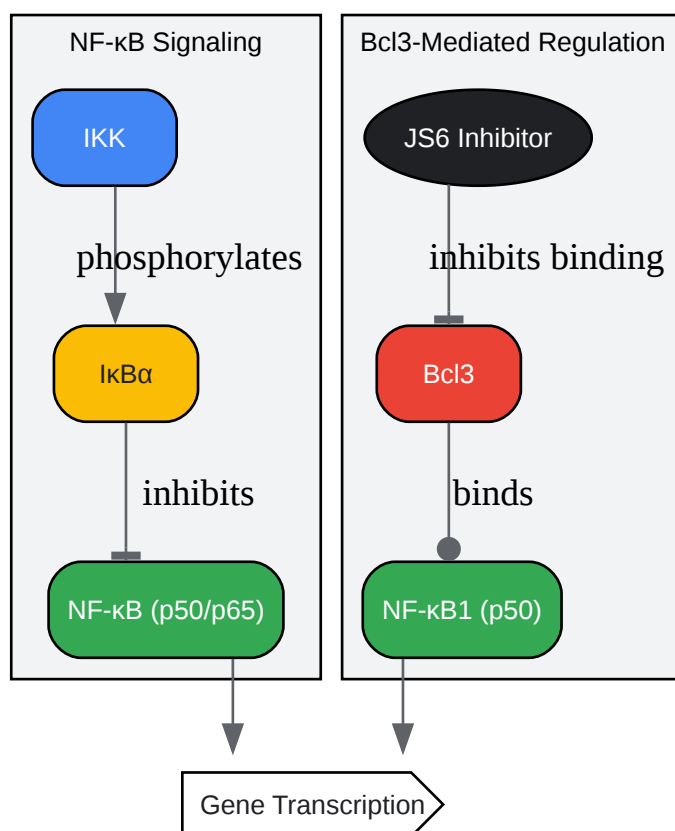 NF-κB Signaling
IKK
phosphorylates
IκBα
inhibits
NF-κB (p50/p65)
Bcl3-Mediated Regulation
JS6 Inhibitor
inhibits binding
Bcl3
binds
NF-κB1 (p50)
Gene Transcription